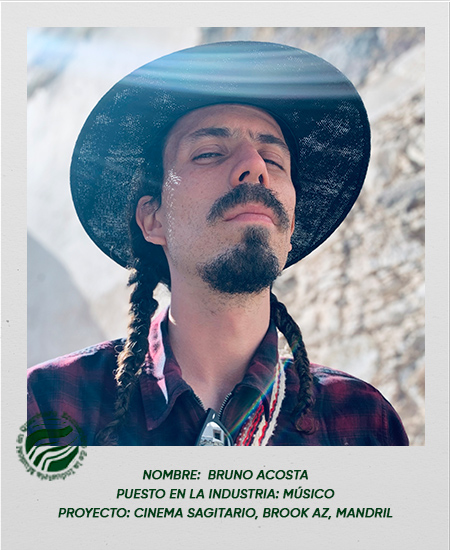 NOMBRE: BRUNO ACOSTA
PUESTO EN LA INDUSTRIA: MÚSICO
PROYECTO: CINEMA SAGITARIO, BROOK AZ, MANDRIL